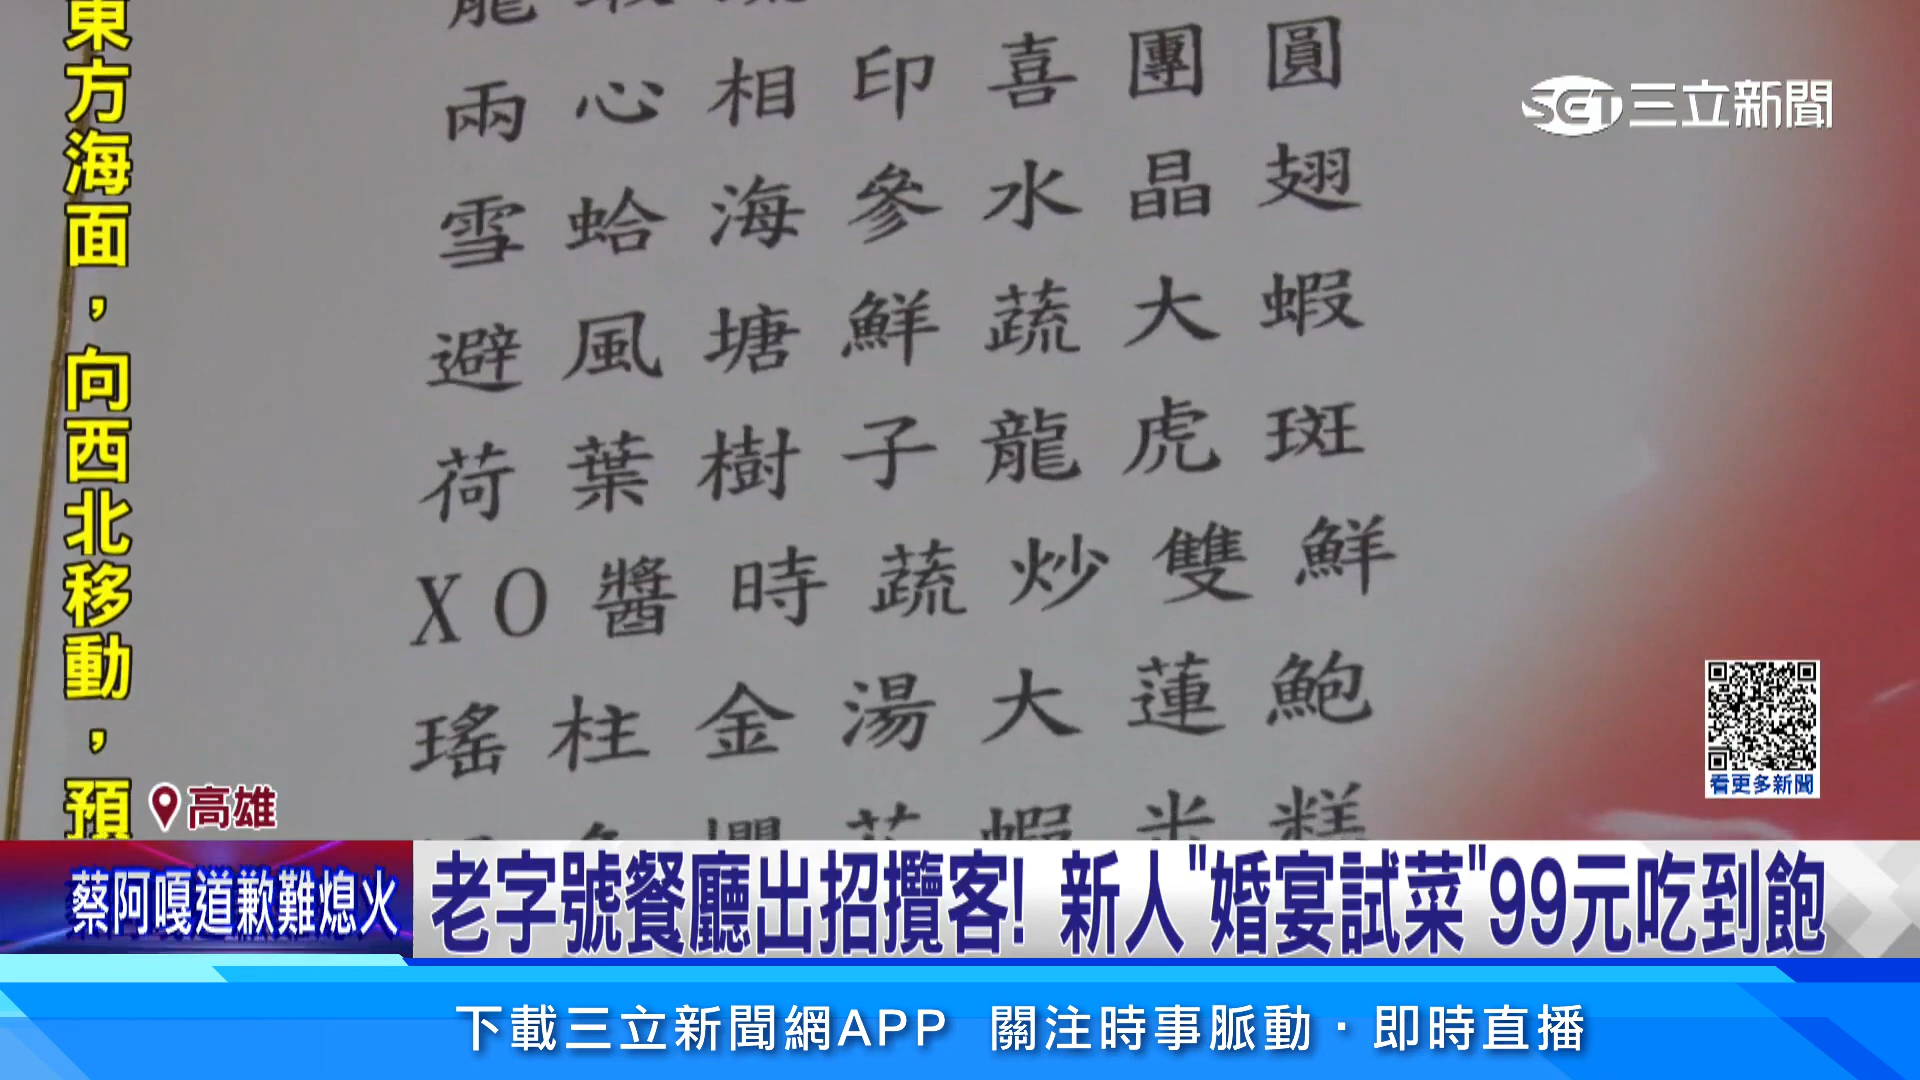 東方海面，向西北移動，預
兩心相印喜團圓
雪蛤海參水晶翅
避風塘鮮蔬大蝦
荷葉樹子龍虎斑
XO醬時蔬炒雙鮮
瑤柱金湯大蓮鮑
SET三立新聞
看更多新聞
高雄
蔡阿嘎道歉難熄火
老字號餐廳出招攬客! 新人"婚宴試菜"99元吃到飽
下載三立新聞網APP 關注時事脈動・即時直播